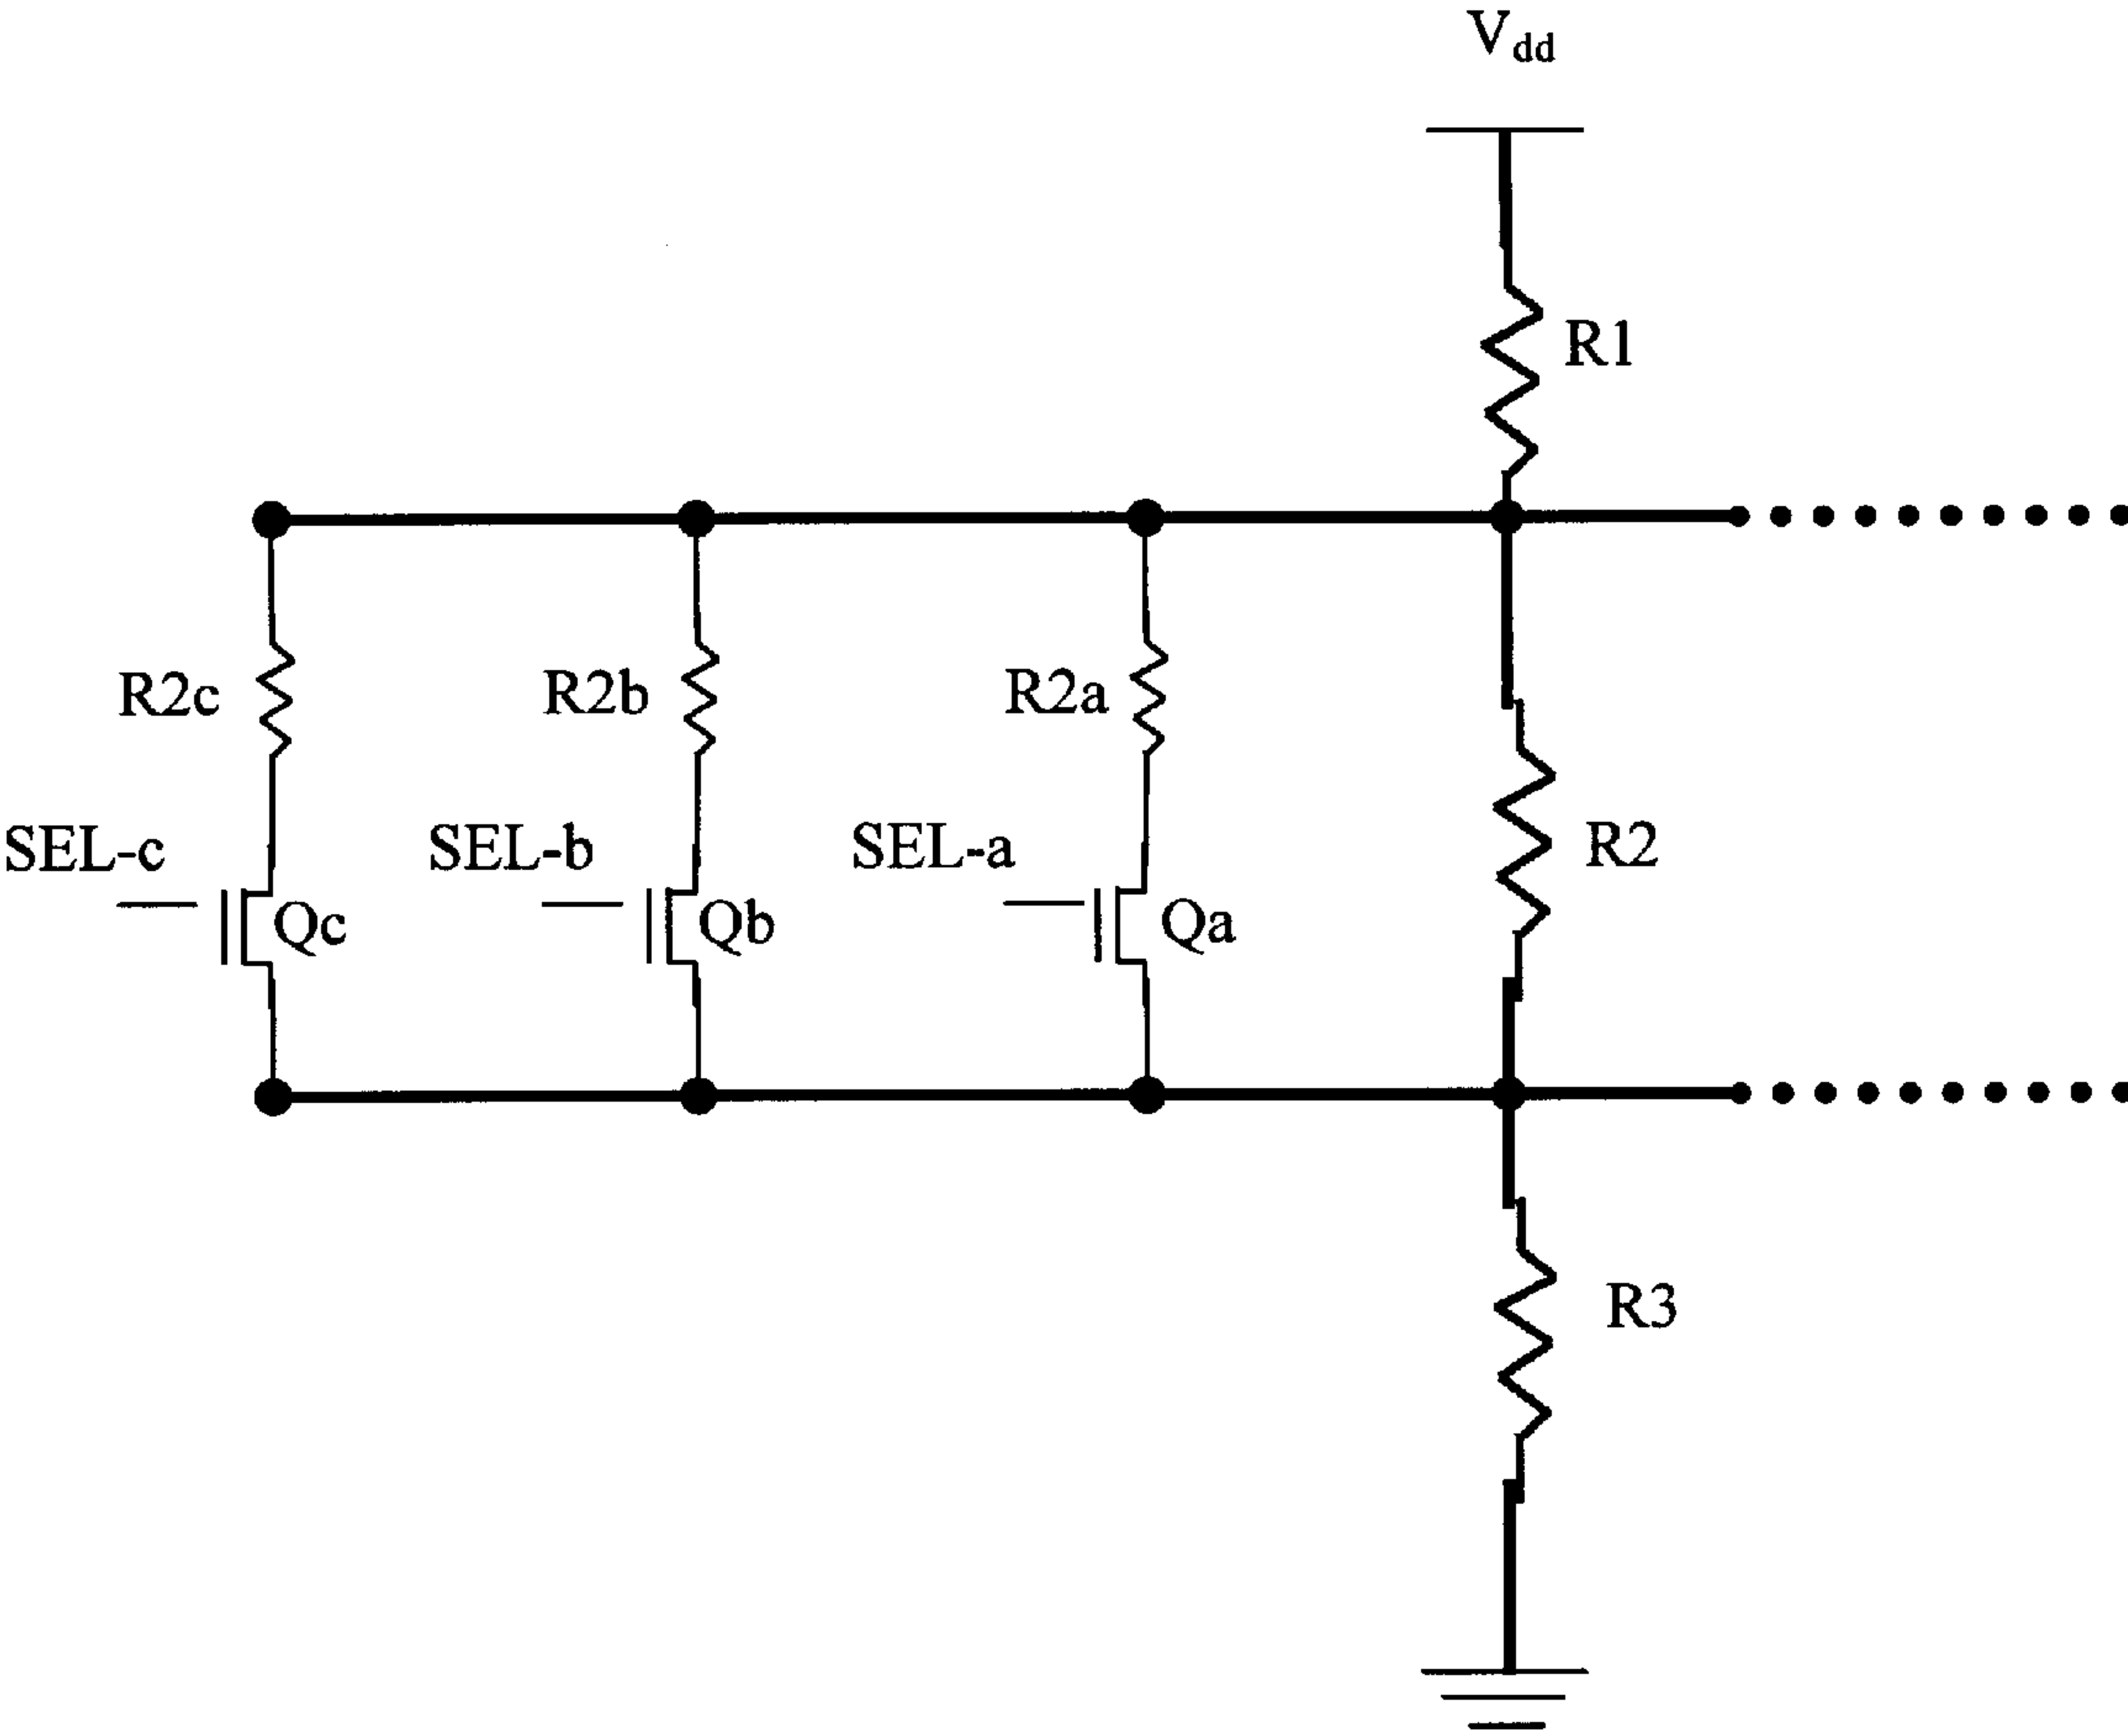 Vdd
R1
R2c
R2b
R2a
SEL-c
SEL-b
SEL-a
R2
Qc
Qb
Qa
R3